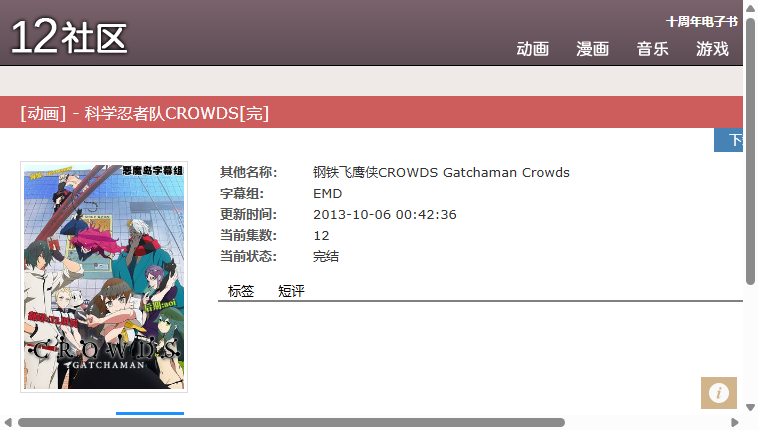 十周年电子书
12社区
动画 漫画 音乐 游戏
[动画] - 科学忍者队CROWDS[完]
下
恶魔岛字幕组
后期:aoi
CROWDS
GATCHAMAN
其他名称: 钢铁飞鹰侠CROWDS Gatchaman Crowds
字幕组: EMD
更新时间: 2013-10-06 00:42:36
当前集数: 12
当前状态: 完结
标签 短评